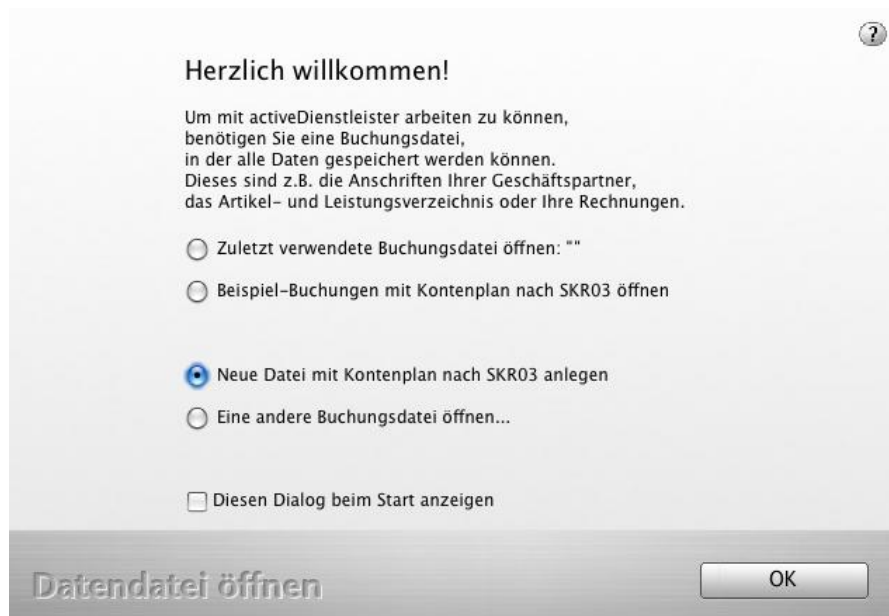 ?
Herzlich willkommen!
Um mit activeDienstleister arbeiten zu können,
benötigen Sie eine Buchungsdatei,
in der alle Daten gespeichert werden können.
Dieses sind z.B. die Anschriften Ihrer Geschäftspartner,
das Artikel- und Leistungsverzeichnis oder Ihre Rechnungen.
Zuletzt verwendete Buchungsdatei öffnen: ""
Beispiel-Buchungen mit Kontenplan nach SKR03 öffnen
Neue Datei mit Kontenplan nach SKR03 anlegen
Eine andere Buchungsdatei öffnen...
Diesen Dialog beim Start anzeigen
Datendatei öffnen
OK